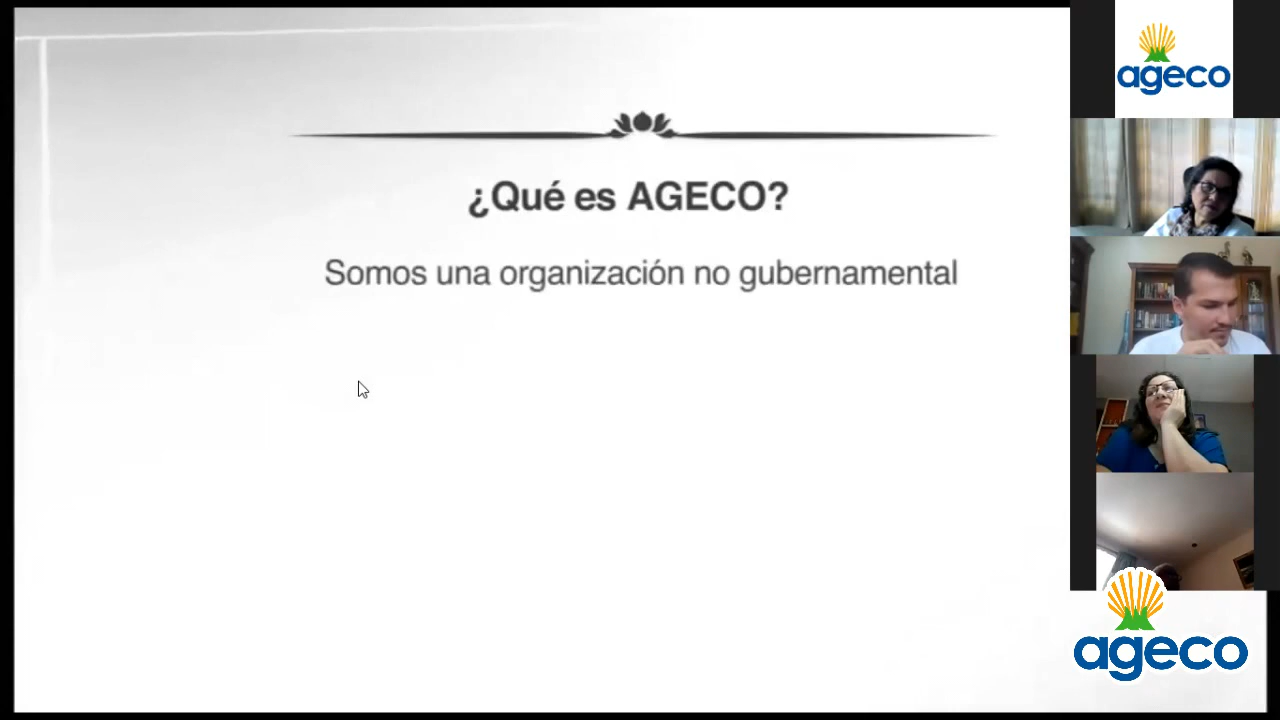 ¿Qué es AGECO?
Somos una organización no gubernamental
ageco
ageco